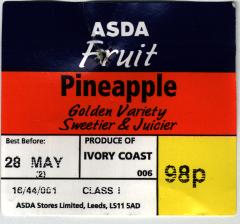 ASDA
Fruit
Pineapple
Golden Variety
Sweetier & Juicier
Best Before:
28 MAY
(2)
PRODUCE OF
IVORY COAST
006
98p
16/44/001 CLASS I
ASDA Stores Limited, Leeds, LS11 5AD